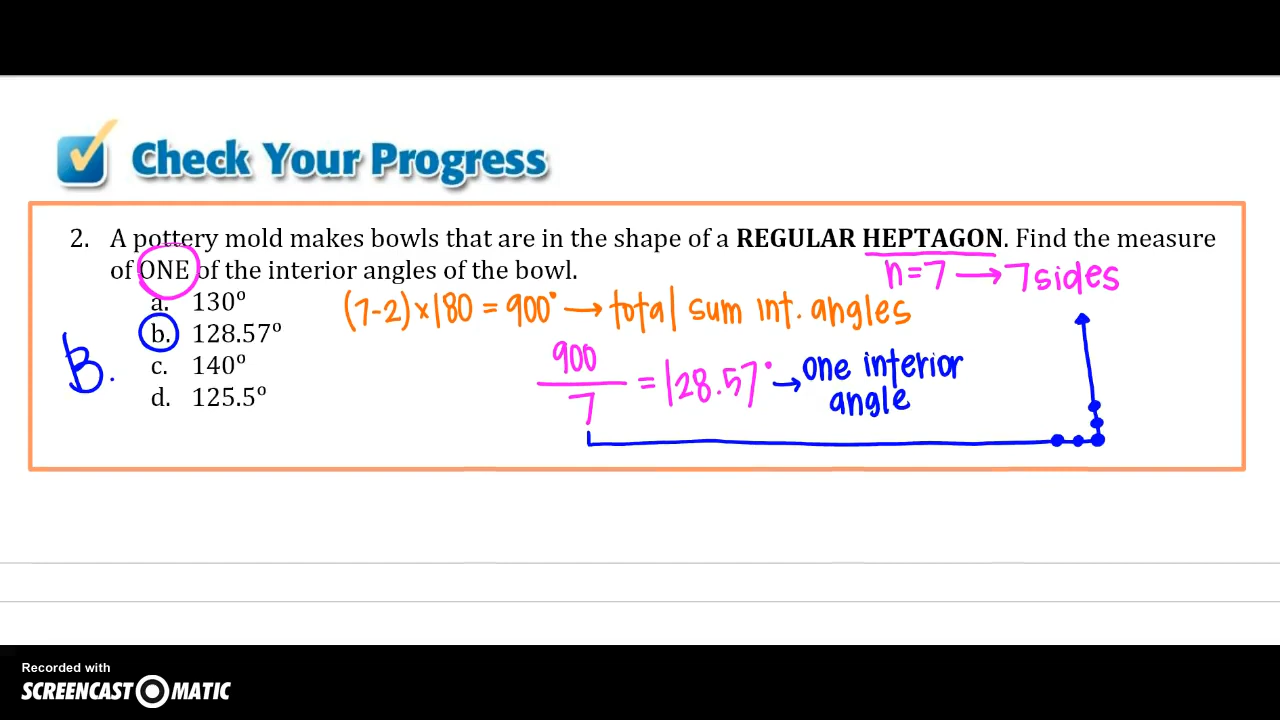 Check Your Progress
2. A pottery mold makes bowls that are in the shape of a REGULAR HEPTAGON. Find the measure
of ONE of the interior angles of the bowl.
n=7 → 7 sides
a. 130°
(7-2)×180 = 900° → total sum int. angles
b. 128.57°
B.
c. 140°
d. 125.5°
900/7 = 128.57° → one interior
angle
Recorded with
SCREENCAST-O-MATIC